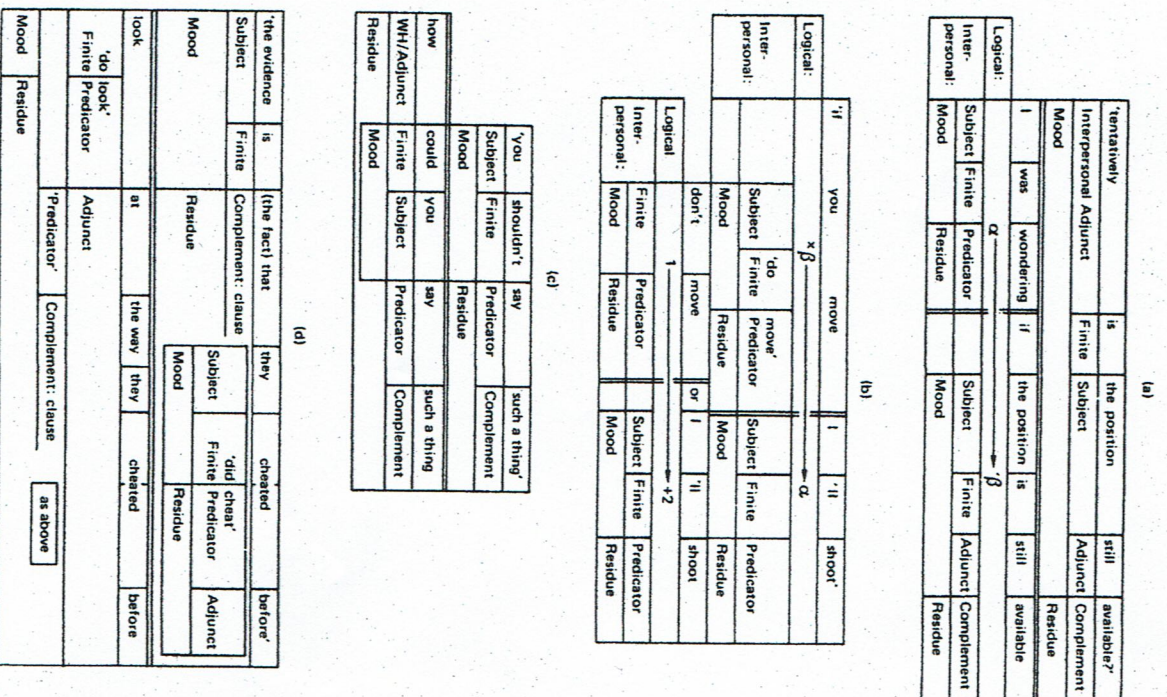 (a)
'tentatively is the position still available?'
Interpersonal Adjunct Finite Subject Adjunct Complement
Mood Residue
I was wondering if the position is still available
Logical: α 'β
Inter- Subject Finite Predicator Subject Finite Adjunct Complement
personal: Mood Residue Mood Residue
(b)
'if you move I 'll shoot'
Logical: ×β α
Inter- Subject 'do move' Subject Finite Predicator
personal: Finite Predicator
Mood Residue Mood Residue
don't move or I 'll shoot
Logical 1 +2
Inter- Finite Predicator Subject Finite Predicator
personal: Mood Residue Mood Residue
(c)
'you shouldn't say such a thing'
Subject Finite Predicator Complement
Mood Residue
how could you say such a thing
WH/Adjunct Finite Subject Predicator Complement
Residue Mood
(d)
'the evidence is (the fact) that they cheated before'
Subject Finite Complement: clause
Subject 'did cheat' Adjunct
Finite Predicator
Mood Residue Mood Residue
look at the way they cheated before
'do look' Adjunct
Finite Predicator
'Predicator' Complement: clause as above
Mood Residue